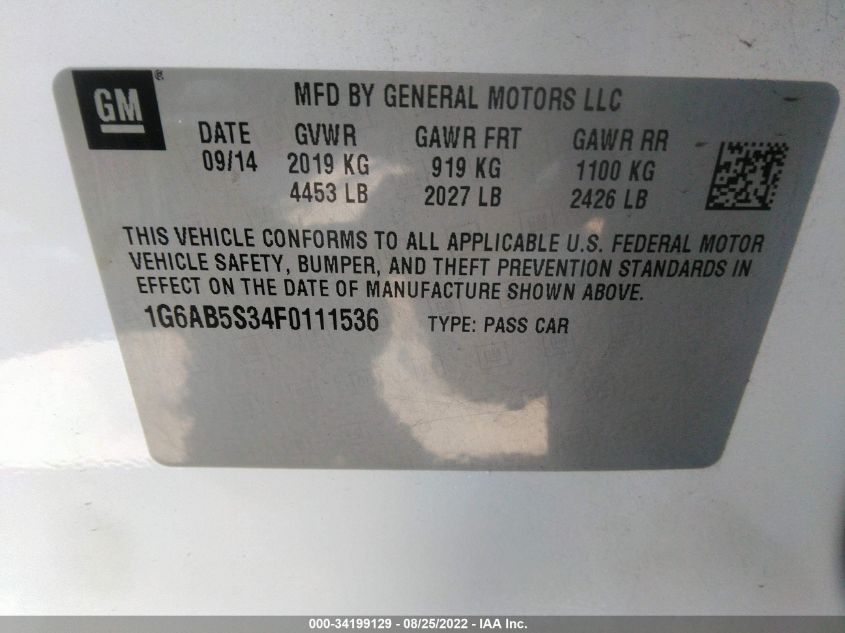 GM ®
MFD BY GENERAL MOTORS LLC
DATE GVWR GAWR FRT GAWR RR
09/14 2019 KG 919 KG 1100 KG
4453 LB 2027 LB 2426 LB
THIS VEHICLE CONFORMS TO ALL APPLICABLE U.S. FEDERAL MOTOR
VEHICLE SAFETY, BUMPER, AND THEFT PREVENTION STANDARDS IN
EFFECT ON THE DATE OF MANUFACTURE SHOWN ABOVE.
1G6AB5S34F0111536 TYPE: PASS CAR
000-34199129 - 08/25/2022 - IAA Inc.